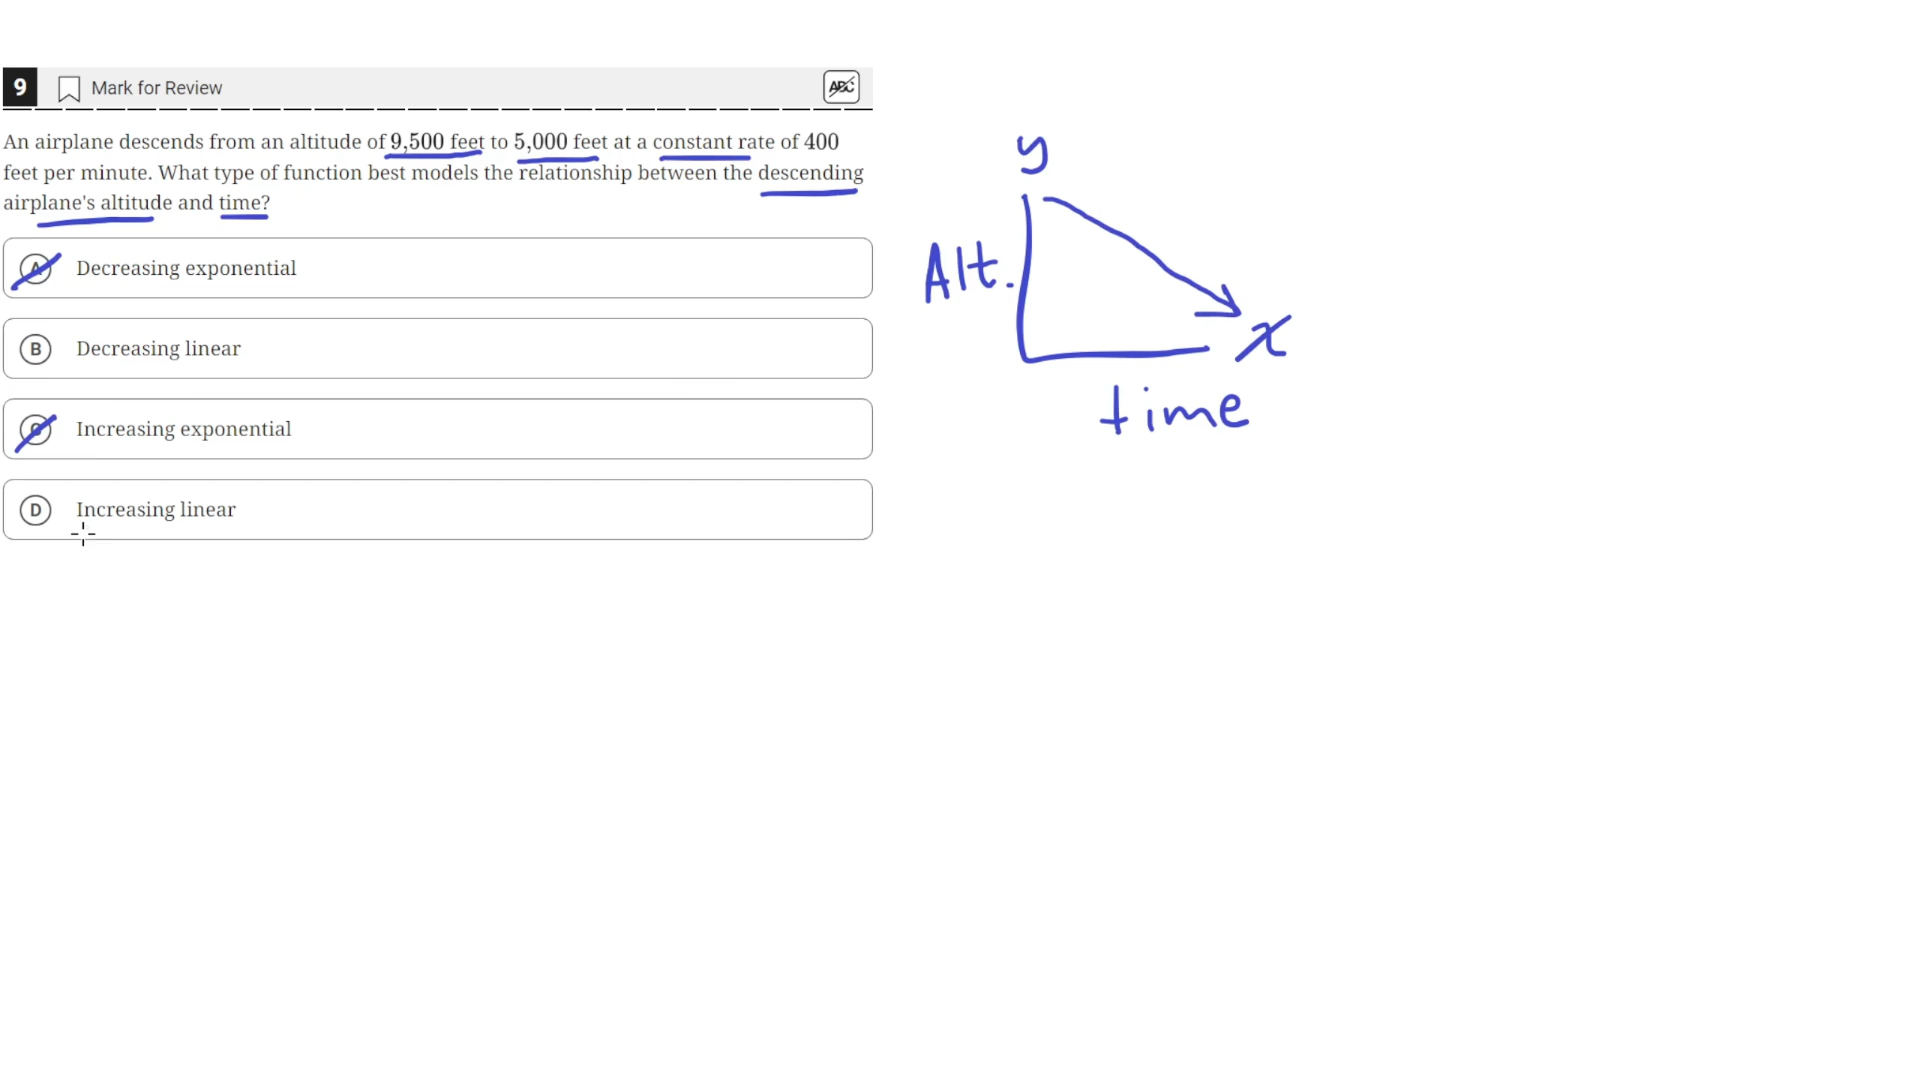 9 Mark for Review ABC
An airplane descends from an altitude of 9,500 feet to 5,000 feet at a constant rate of 400
feet per minute. What type of function best models the relationship between the descending
airplane's altitude and time?
A Decreasing exponential
B Decreasing linear
C Increasing exponential
D Increasing linear
y
Alt.
x
time